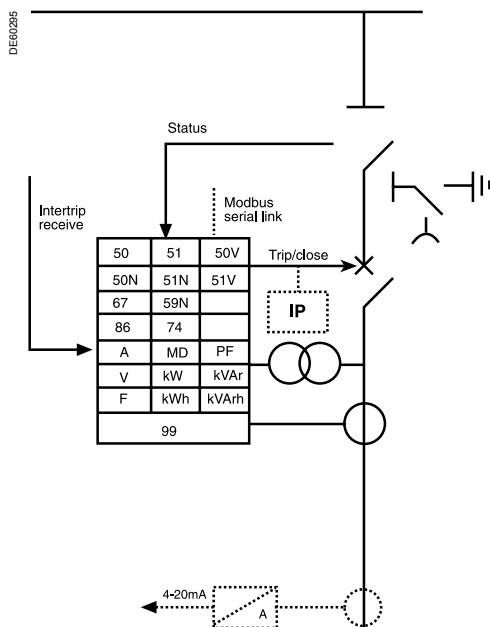 DE60295
Status
Intertrip
receive
Modbus
serial link
50 51 50V
Trip/close
50N 51N 51V
67 59N
IP
86 74
A MD PF
V kW kVAr
F kWh kVArh
99
4-20mA
A